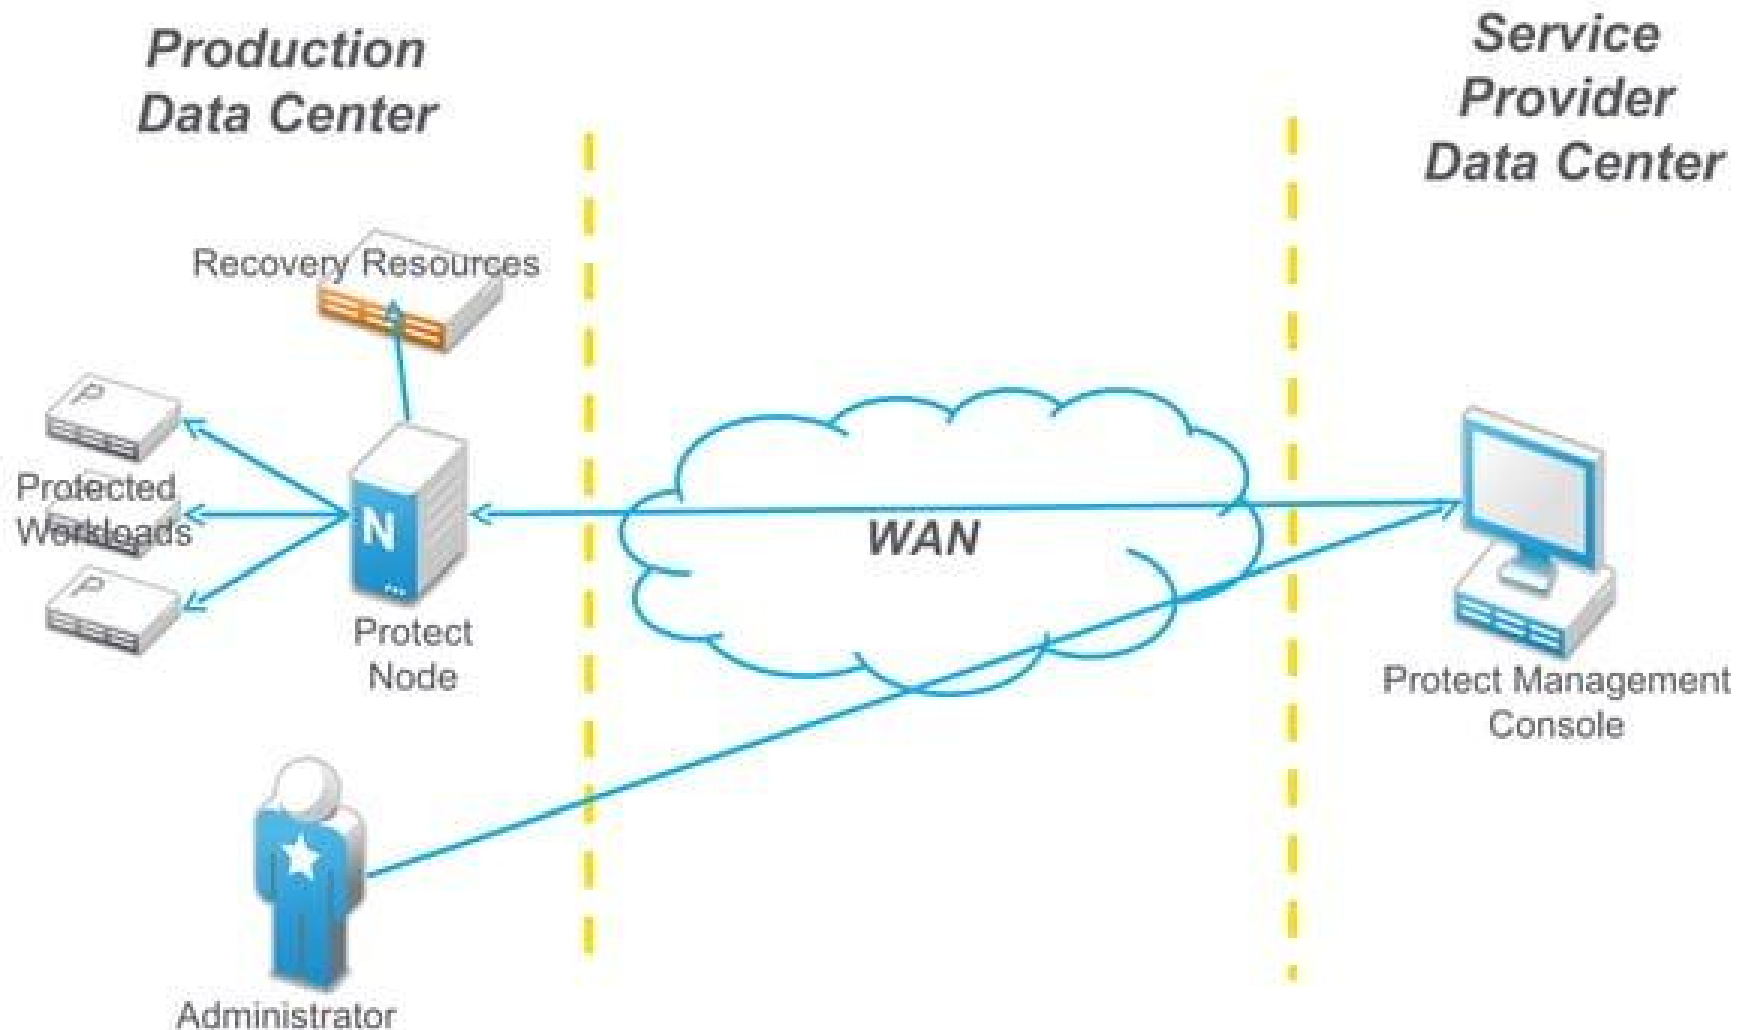 Production
Data Center
Service
Provider
Data Center
Recovery Resources
P
Protected
Workloads
P
N
Protect
Node
WAN
Protect Management
Console
Administrator